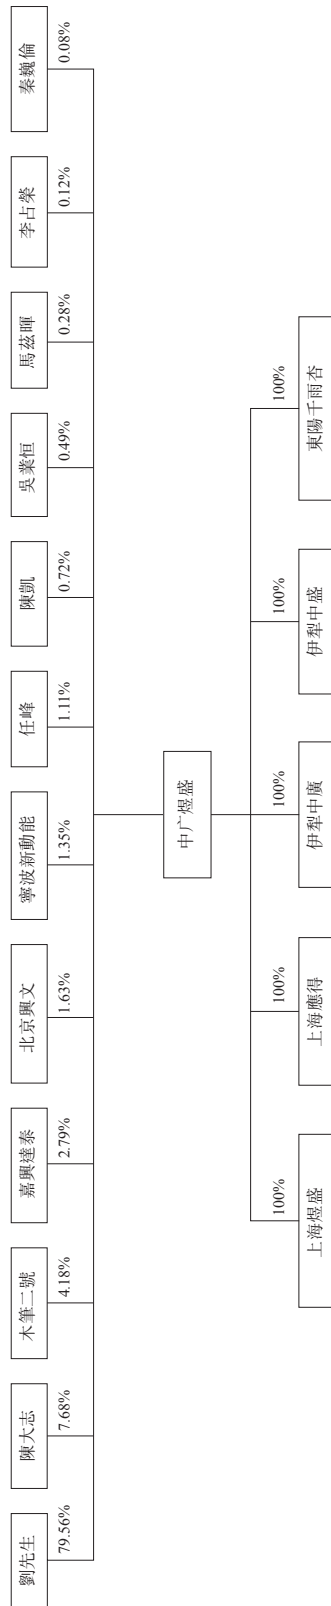 劉先生
陳大志
木筆二號
嘉興達泰
北京興文
寧波新動能
任峰
陳凱
吳業恒
馬茲暉
李占榮
秦巍倫
79.56%
7.68%
4.18%
2.79%
1.63%
1.35%
1.11%
0.72%
0.49%
0.28%
0.12%
0.08%
中广煜盛
100%
100%
100%
100%
100%
上海煜盛
上海應得
伊犁中廣
伊犁中盛
東陽千雨杏